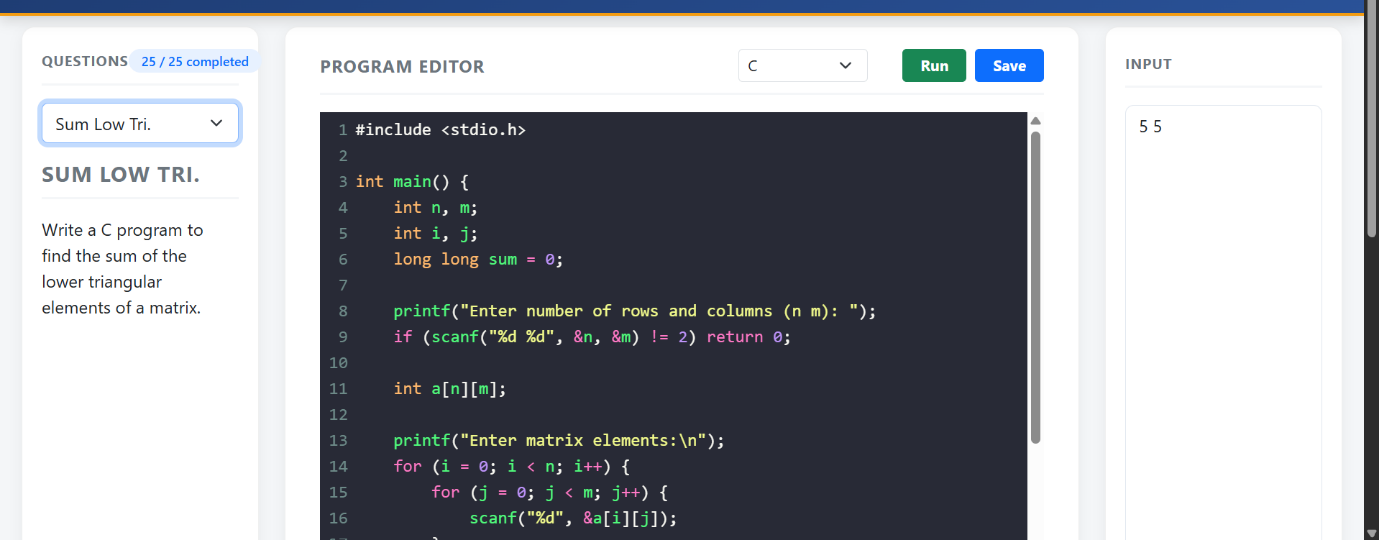 QUESTIONS 25 / 25 completed
Sum Low Tri.
SUM LOW TRI.
Write a C program to
find the sum of the
lower triangular
elements of a matrix.
PROGRAM EDITOR
C
Run
Save
1 #include <stdio.h>
2
3 int main() {
4     int n, m;
5     int i, j;
6     long long sum = 0;
7
8     printf("Enter number of rows and columns (n m): ");
9     if (scanf("%d %d", &n, &m) != 2) return 0;
10
11     int a[n][m];
12
13     printf("Enter matrix elements:\n");
14     for (i = 0; i < n; i++) {
15         for (j = 0; j < m; j++) {
16             scanf("%d", &a[i][j]);
INPUT
5 5